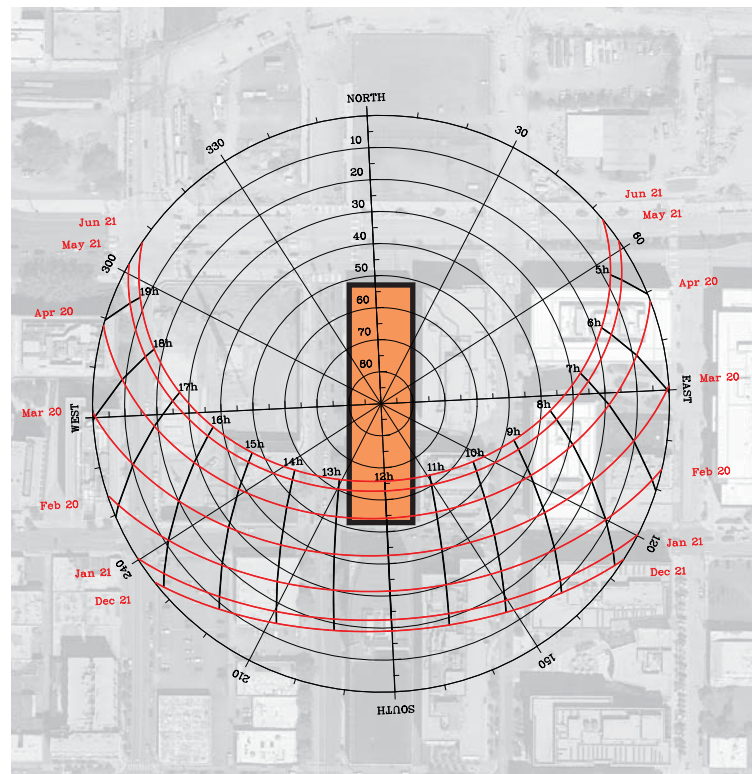 NORTH
330
30
10
20
30
40
50
60
70
80
Jun 21
May 21
300
Apr 20
Mar 20
WEST
Feb 20
240
Jan 21
Dec 21
210
SOUTH
150
Jun 21
May 21
60
Apr 20
Mar 20
EAST
Feb 20
120
Jan 21
Dec 21
5h
6h
7h
8h
9h
10h
11h
12h
13h
14h
15h
16h
17h
18h
19h